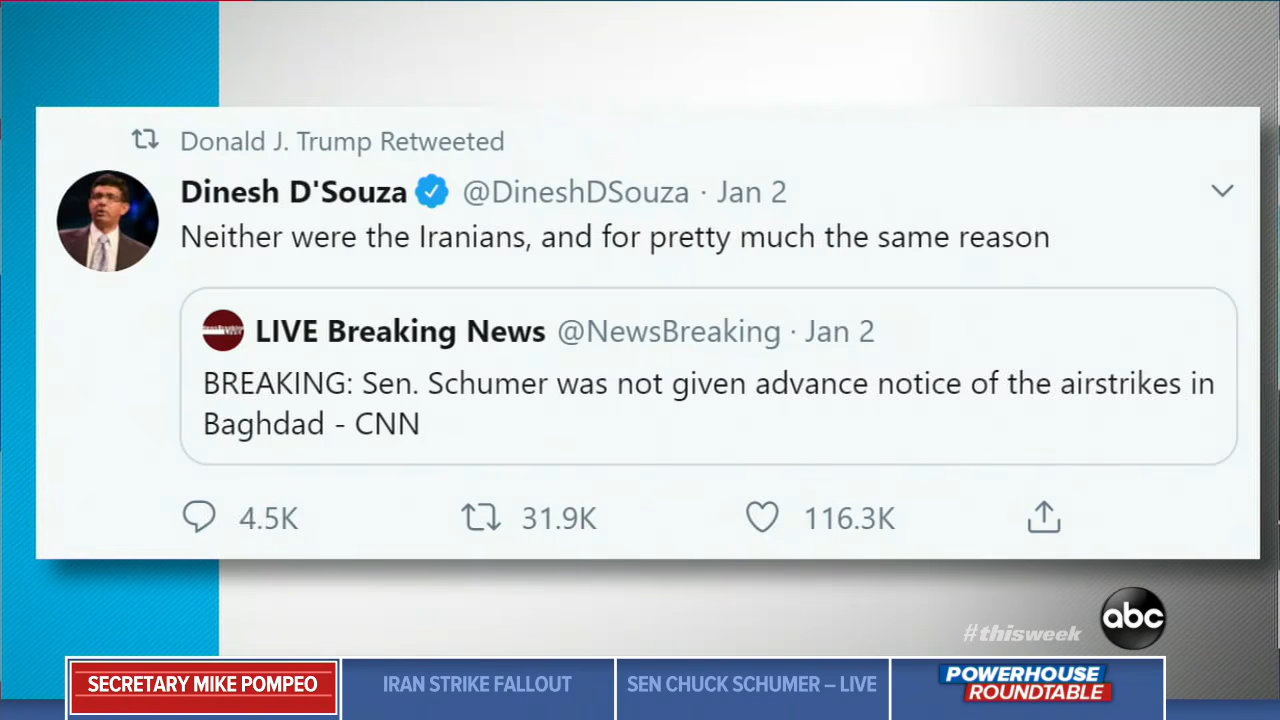 Donald J. Trump Retweeted
Dinesh D'Souza @DineshDSouza · Jan 2
Neither were the Iranians, and for pretty much the same reason
LIVE Breaking News @NewsBreaking · Jan 2
BREAKING: Sen. Schumer was not given advance notice of the airstrikes in
Baghdad - CNN
4.5K 31.9K 116.3K
#thisweek abc
SECRETARY MIKE POMPEO IRAN STRIKE FALLOUT SEN CHUCK SCHUMER – LIVE POWERHOUSE
ROUNDTABLE